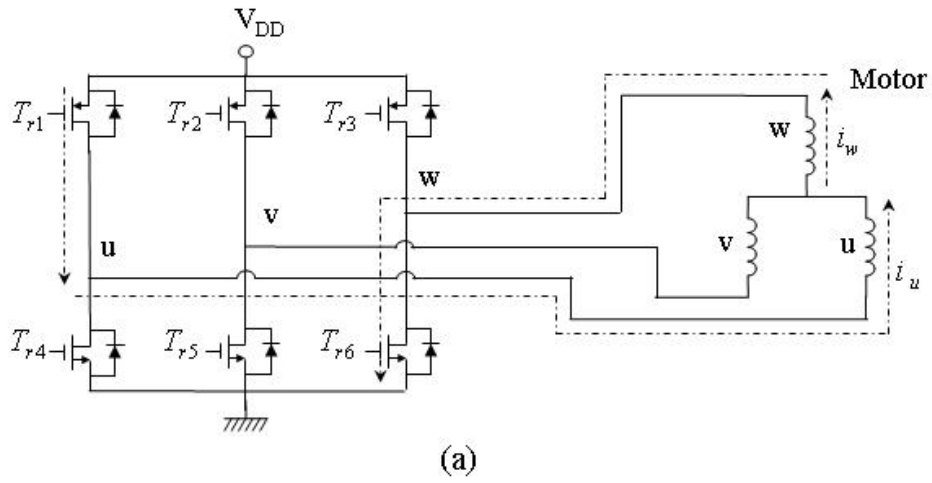 V_DD
Motor
T_r1
T_r2
T_r3
w
i_w
w
v
v
u
u
i_u
T_r4
T_r5
T_r6
(a)